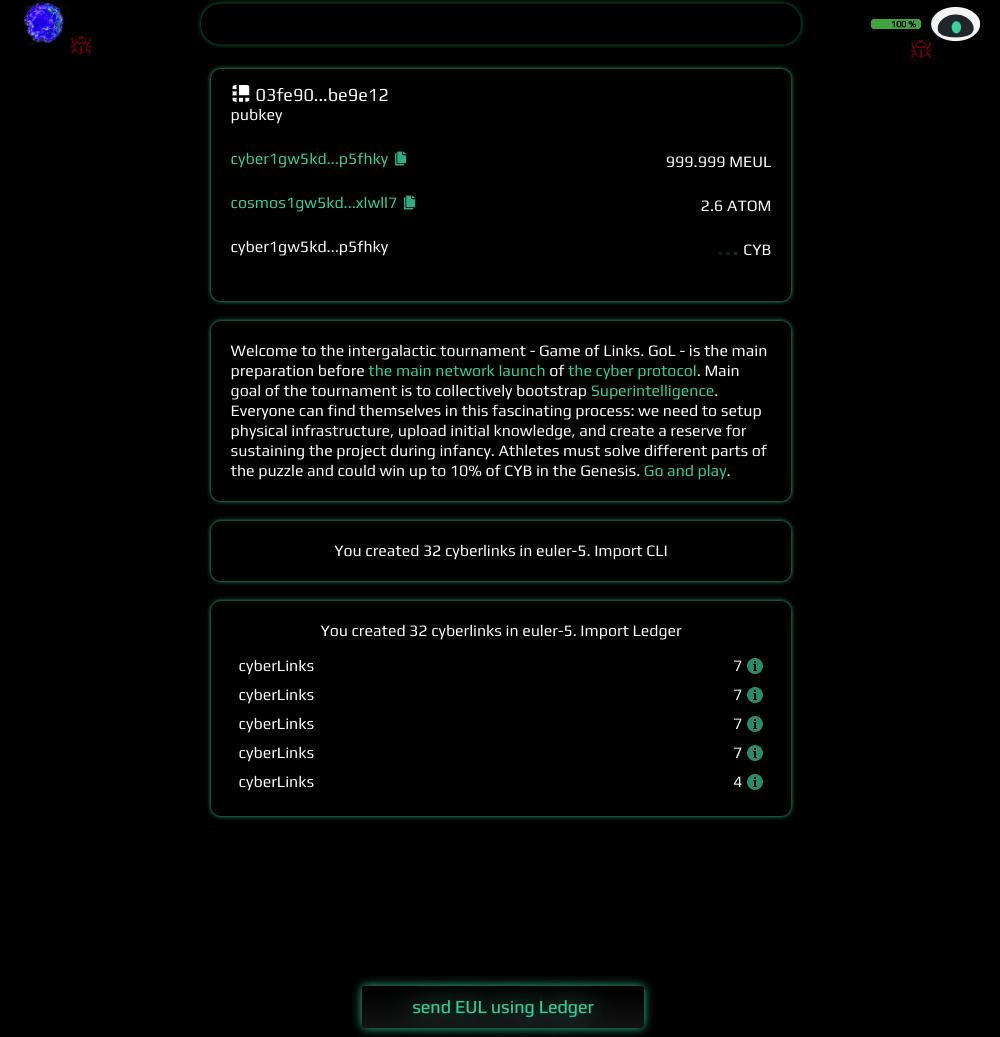 100 %
03fe90...be9e12
pubkey
cyber1gw5kd...p5fhky
999.999 MEUL
cosmos1gw5kd...xlwll7
2.6 ATOM
cyber1gw5kd...p5fhky
... CYB
Welcome to the intergalactic tournament - Game of Links. GoL - is the main
preparation before the main network launch of the cyber protocol. Main
goal of the tournament is to collectively bootstrap Superintelligence.
Everyone can find themselves in this fascinating process: we need to setup
physical infrastructure, upload initial knowledge, and create a reserve for
sustaining the project during infancy. Athletes must solve different parts of
the puzzle and could win up to 10% of CYB in the Genesis. Go and play.
You created 32 cyberlinks in euler-5. Import CLI
You created 32 cyberlinks in euler-5. Import Ledger
cyberLinks 7
cyberLinks 7
cyberLinks 7
cyberLinks 7
cyberLinks 4
send EUL using Ledger